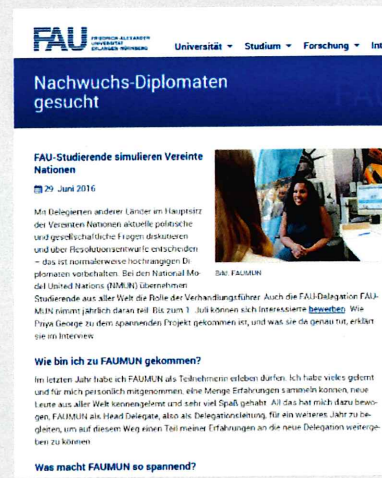 FAU FRIEDRICH-ALEXANDER
UNIVERSITÄT
ERLANGEN-NÜRNBERG
Universität Studium Forschung Int
Nachwuchs-Diplomaten
gesucht
FAU-Studierende simulieren Vereinte
Nationen
29. Juni 2016
Mit Delegierten anderer Länder im Hauptsitz
der Vereinten Nationen aktuelle politische
und gesellschaftliche Fragen diskutieren
und über Resolutionsentwürfe entscheiden
– das ist normalerweise hochrangigen Di-
plomaten vorbehalten. Bei den National Mo-
del United Nations (NMUN) übernehmen
Bild: FAUMUN
Studierende aus aller Welt die Rolle der Verhandlungsführer. Auch die FAU-Delegation FAU-
MUN nimmt jährlich daran teil. Bis zum 1. Juli können sich Interessierte bewerben. Wie
Priya George zu dem spannenden Projekt gekommen ist, und was sie da genau tut, erklärt
sie im Interview.
Wie bin ich zu FAUMUN gekommen?
Im letzten Jahr habe ich FAUMUN als Teilnehmerin erleben dürfen. Ich habe vieles gelernt
und für mich persönlich mitgenommen, eine Menge Erfahrungen sammeln können, neue
Leute aus aller Welt kennengelernt und sehr viel Spaß gehabt. All das hat mich dazu bewo-
gen, FAUMUN als Head Delegate, also als Delegationsleitung, für ein weiteres Jahr zu be-
gleiten, um auf diesem Weg einen Teil meiner Erfahrungen an die neue Delegation weiterge-
ben zu können.
Was macht FAUMUN so spannend?